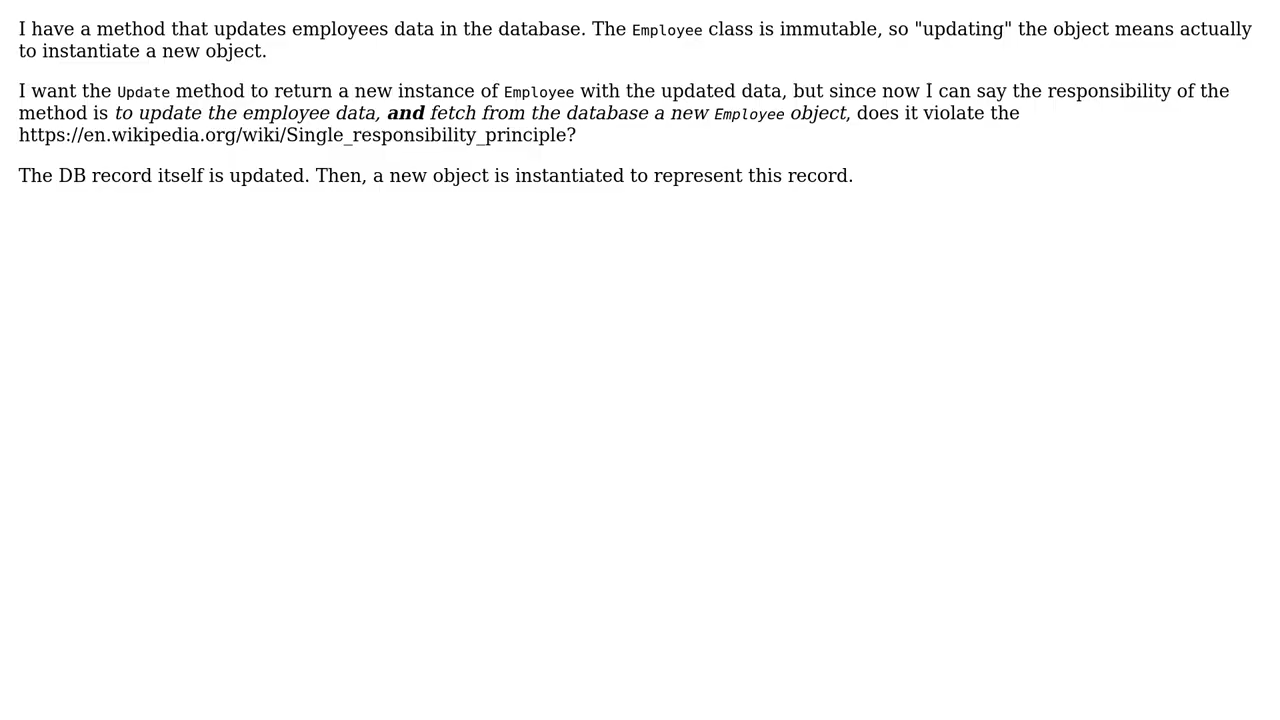 I have a method that updates employees data in the database. The Employee class is immutable, so "updating" the object means actually
to instantiate a new object.
I want the Update method to return a new instance of Employee with the updated data, but since now I can say the responsibility of the
method is to update the employee data, and fetch from the database a new Employee object, does it violate the
https://en.wikipedia.org/wiki/Single_responsibility_principle?
The DB record itself is updated. Then, a new object is instantiated to represent this record.